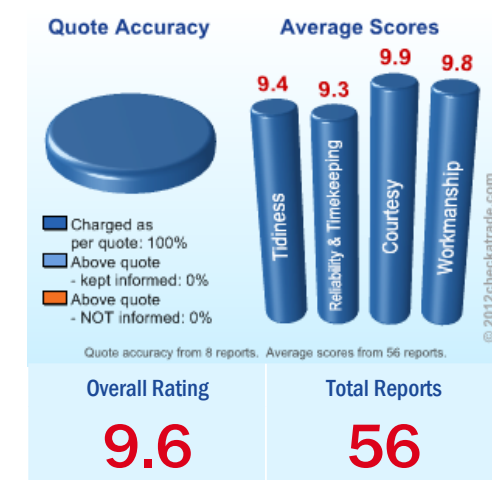 Quote Accuracy
Charged as
per quote: 100%
Above quote
- kept informed: 0%
Above quote
- NOT informed: 0%
Average Scores
9.4
9.3
9.9
9.8
Tidiness
Reliability & Timekeeping
Courtesy
Workmanship
© 2012checkatrade.com
Quote accuracy from 8 reports. Average scores from 56 reports.
Overall Rating
9.6
Total Reports
56